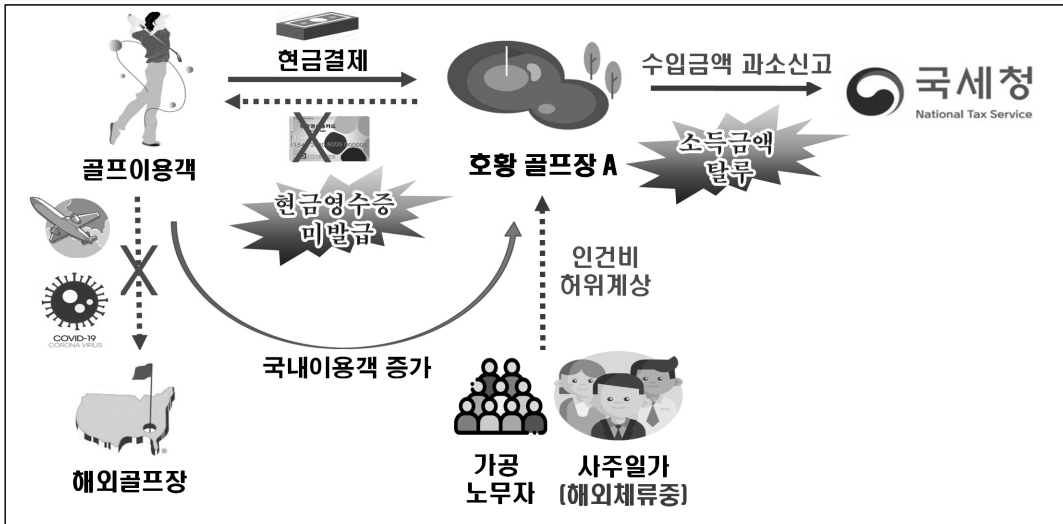 현금결제
수입금액 과소신고
국세청
National Tax Service
골프이용객
호황 골프장 A
소득금액
탈루
현금영수증
미발급
인건비
허위계상
COVID-19
CORONA VIRUS
국내이용객 증가
해외골프장
가공
노무자
사주일가
(해외체류중)